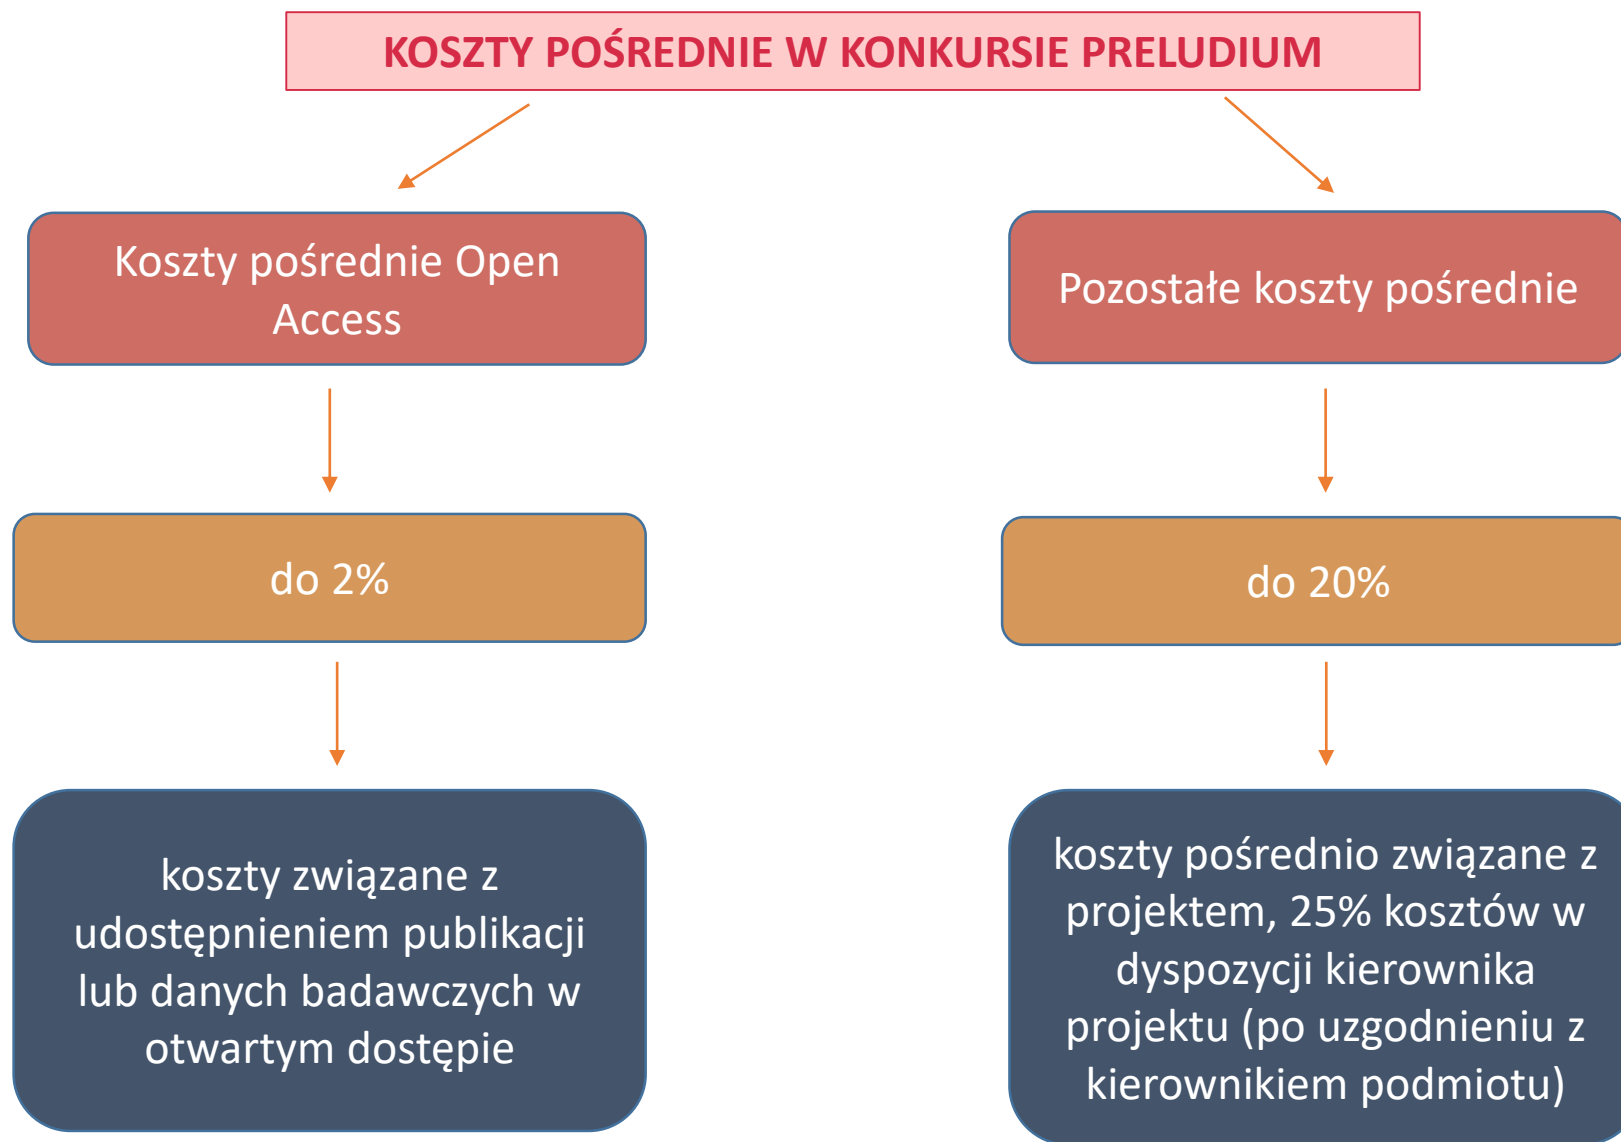 KOSZTY POŚREDNIE W KONKURSIE PRELUDIUM
Koszty pośrednie Open
Access
do 2%
koszty związane z
udostępnieniem publikacji
lub danych badawczych w
otwartym dostępie
Pozostałe koszty pośrednie
do 20%
koszty pośrednio związane z
projektem, 25% kosztów w
dyspozycji kierownika
projektu (po uzgodnieniu z
kierownikiem podmiotu)